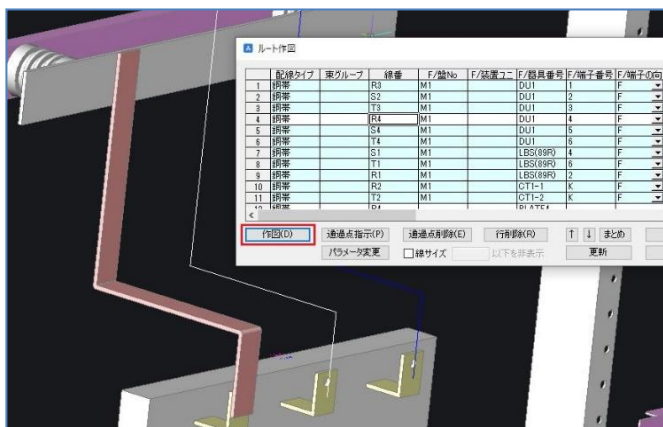 ルート作図
配線タイプ 束グループ 線番 F/盤No F/装置ユニ F/器具番号 F/端子番号 F/端子の向
1 銅帯 R3 M1 DU1 1 F
2 銅帯 S2 M1 DU1 2 F
3 銅帯 T3 M1 DU1 3 F
4 銅帯 R4 M1 DU1 4 F
5 銅帯 S4 M1 DU1 5 F
6 銅帯 T4 M1 DU1 6 F
7 銅帯 S1 M1 LBS(89R) 4 F
8 銅帯 T1 M1 LBS(89R) 6 F
9 銅帯 R1 M1 LBS(89R) 2 F
10 銅帯 R2 M1 CT1-1 K F
11 銅帯 T2 M1 CT1-2 K F
作図(D) 通過点指示(P) 通過点削除(E) 行削除(R) ↑ ↓ まとめ
パラメータ変更 線サイズ 以下を非表示 更新